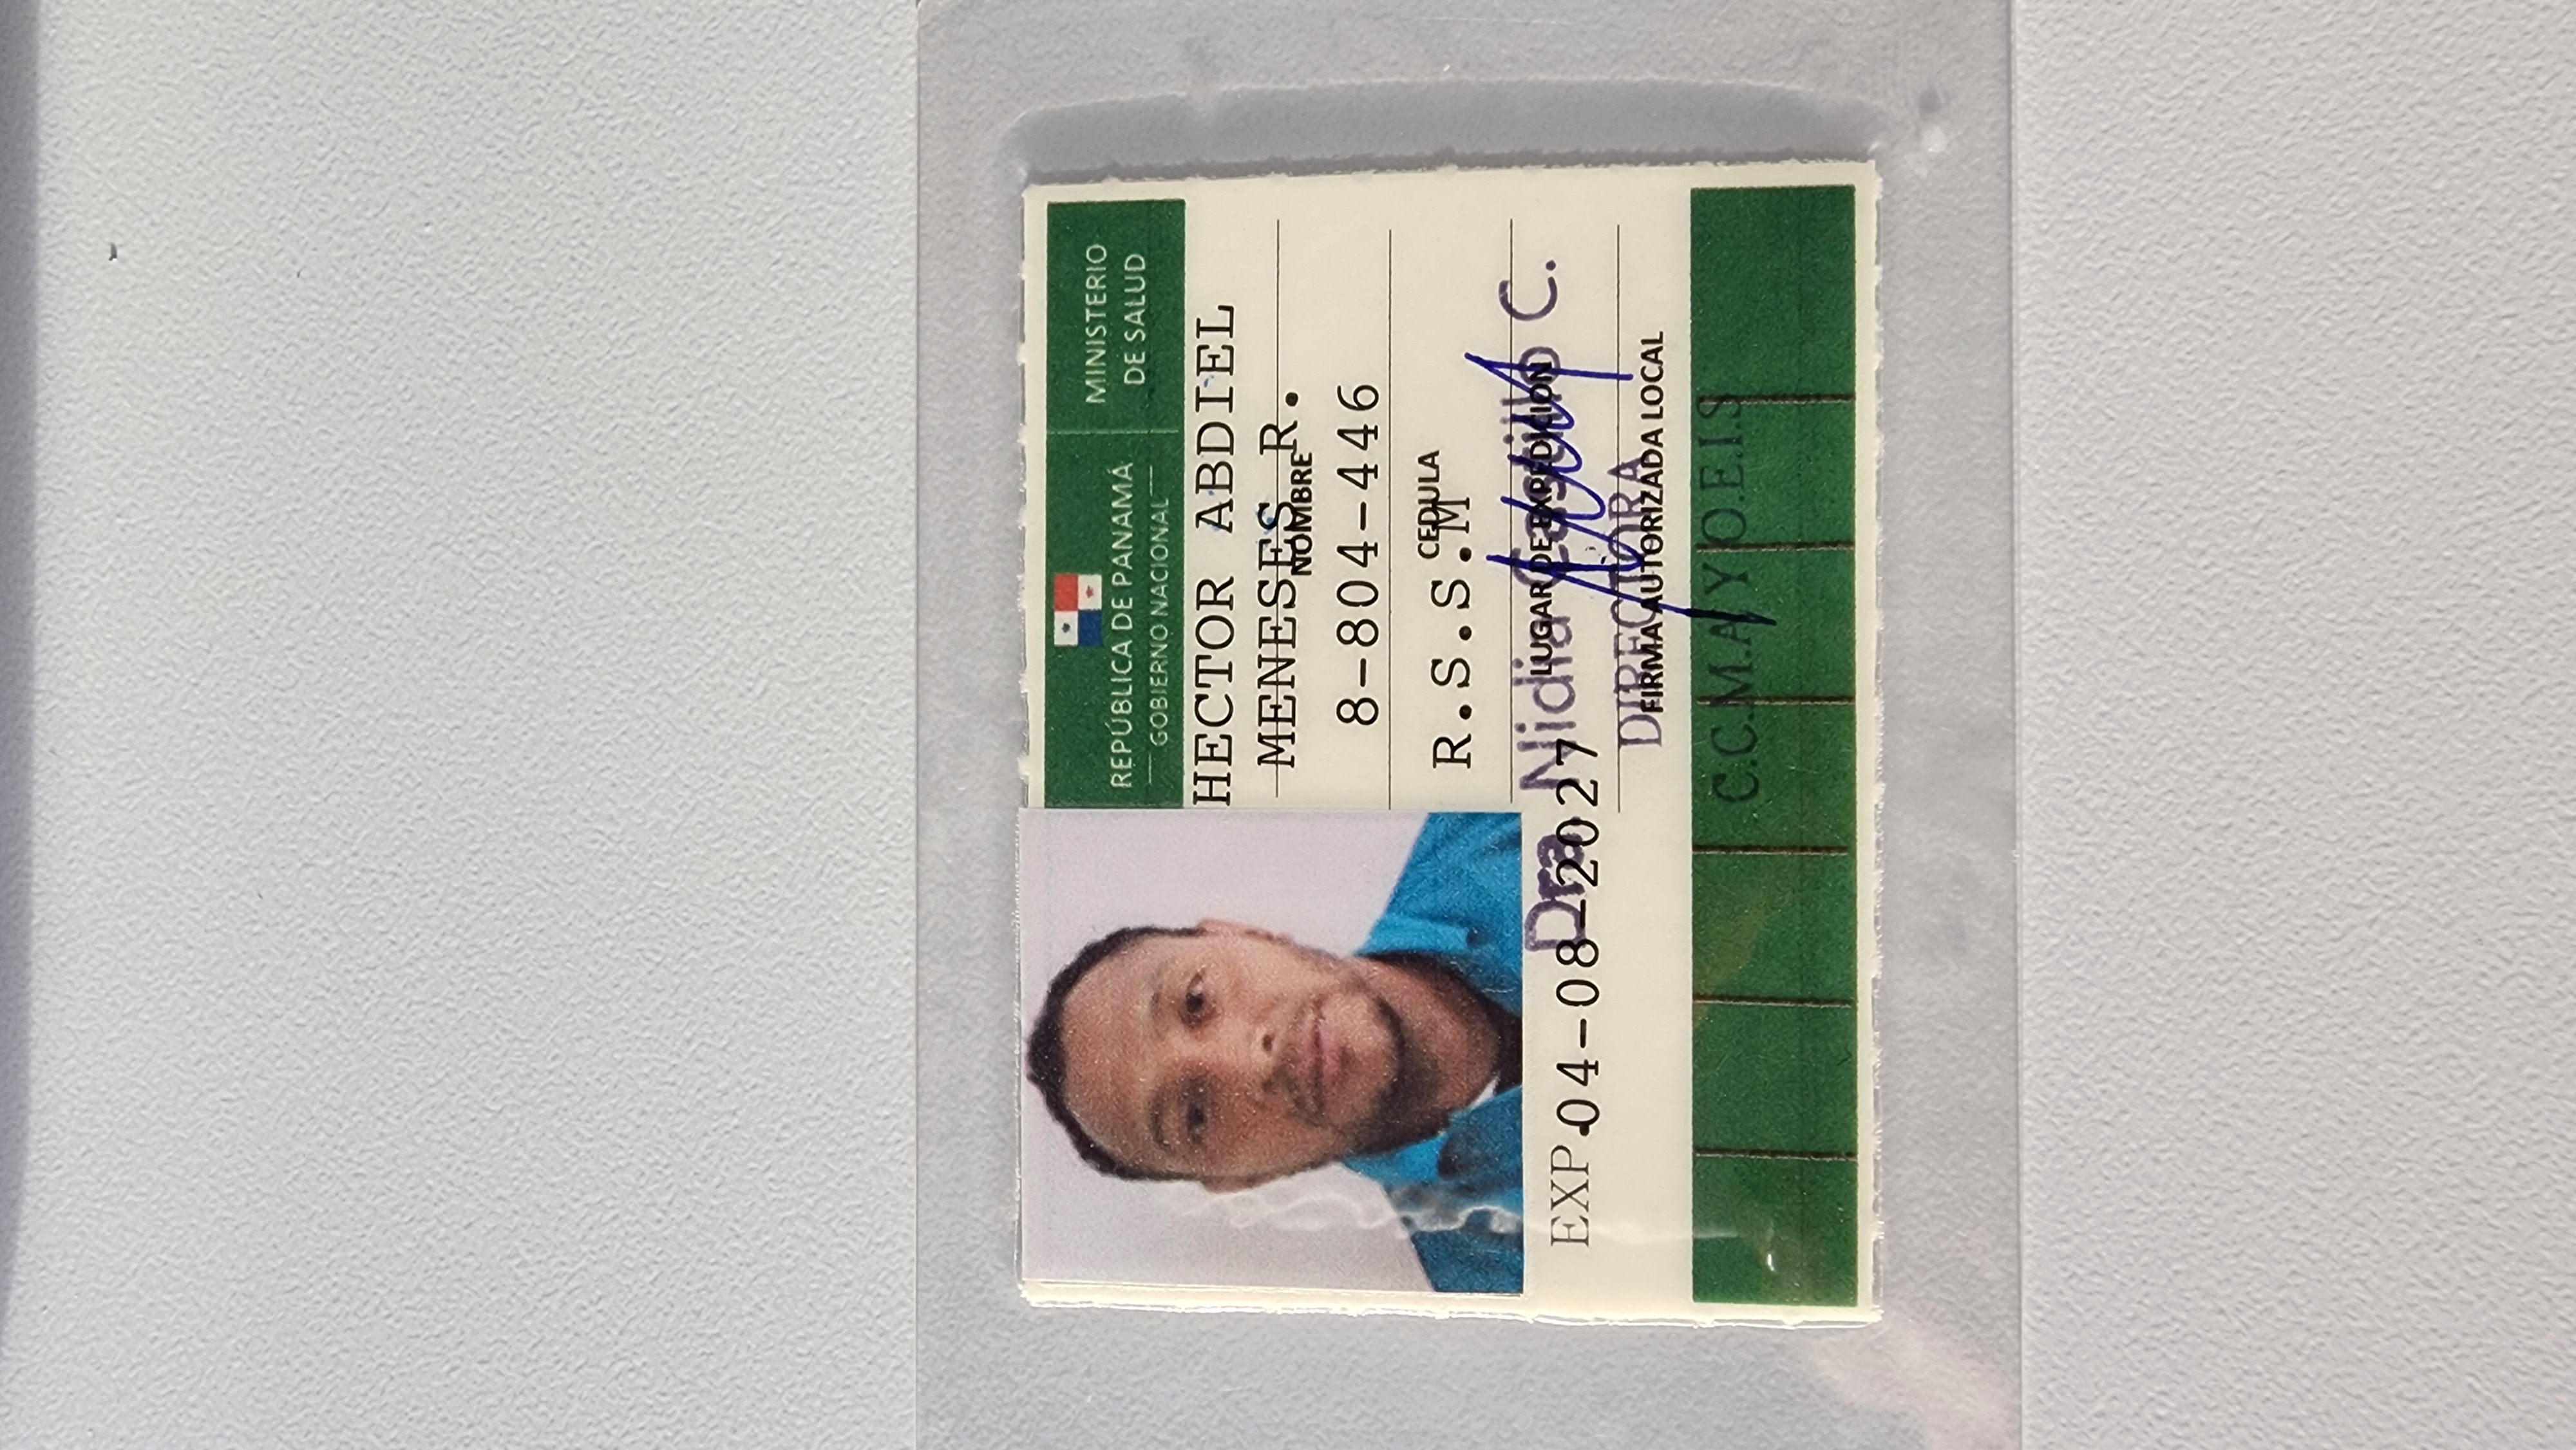 REPÚBLICA DE PANAMÁ
GOBIERNO NACIONAL
MINISTERIO
DE SALUD
HECTOR ABDIEL
MENESES R.
NOMBRE
8-804-446
CEDULA
R.S.S.M
LUGAR DE EXPEDICION
Dra. Nidia Castillo C.
EXP. 04-08-2027
DIRECTORA
FIRMA AUTORIZADA LOCAL
C.C.M.A Y O.E.I.S